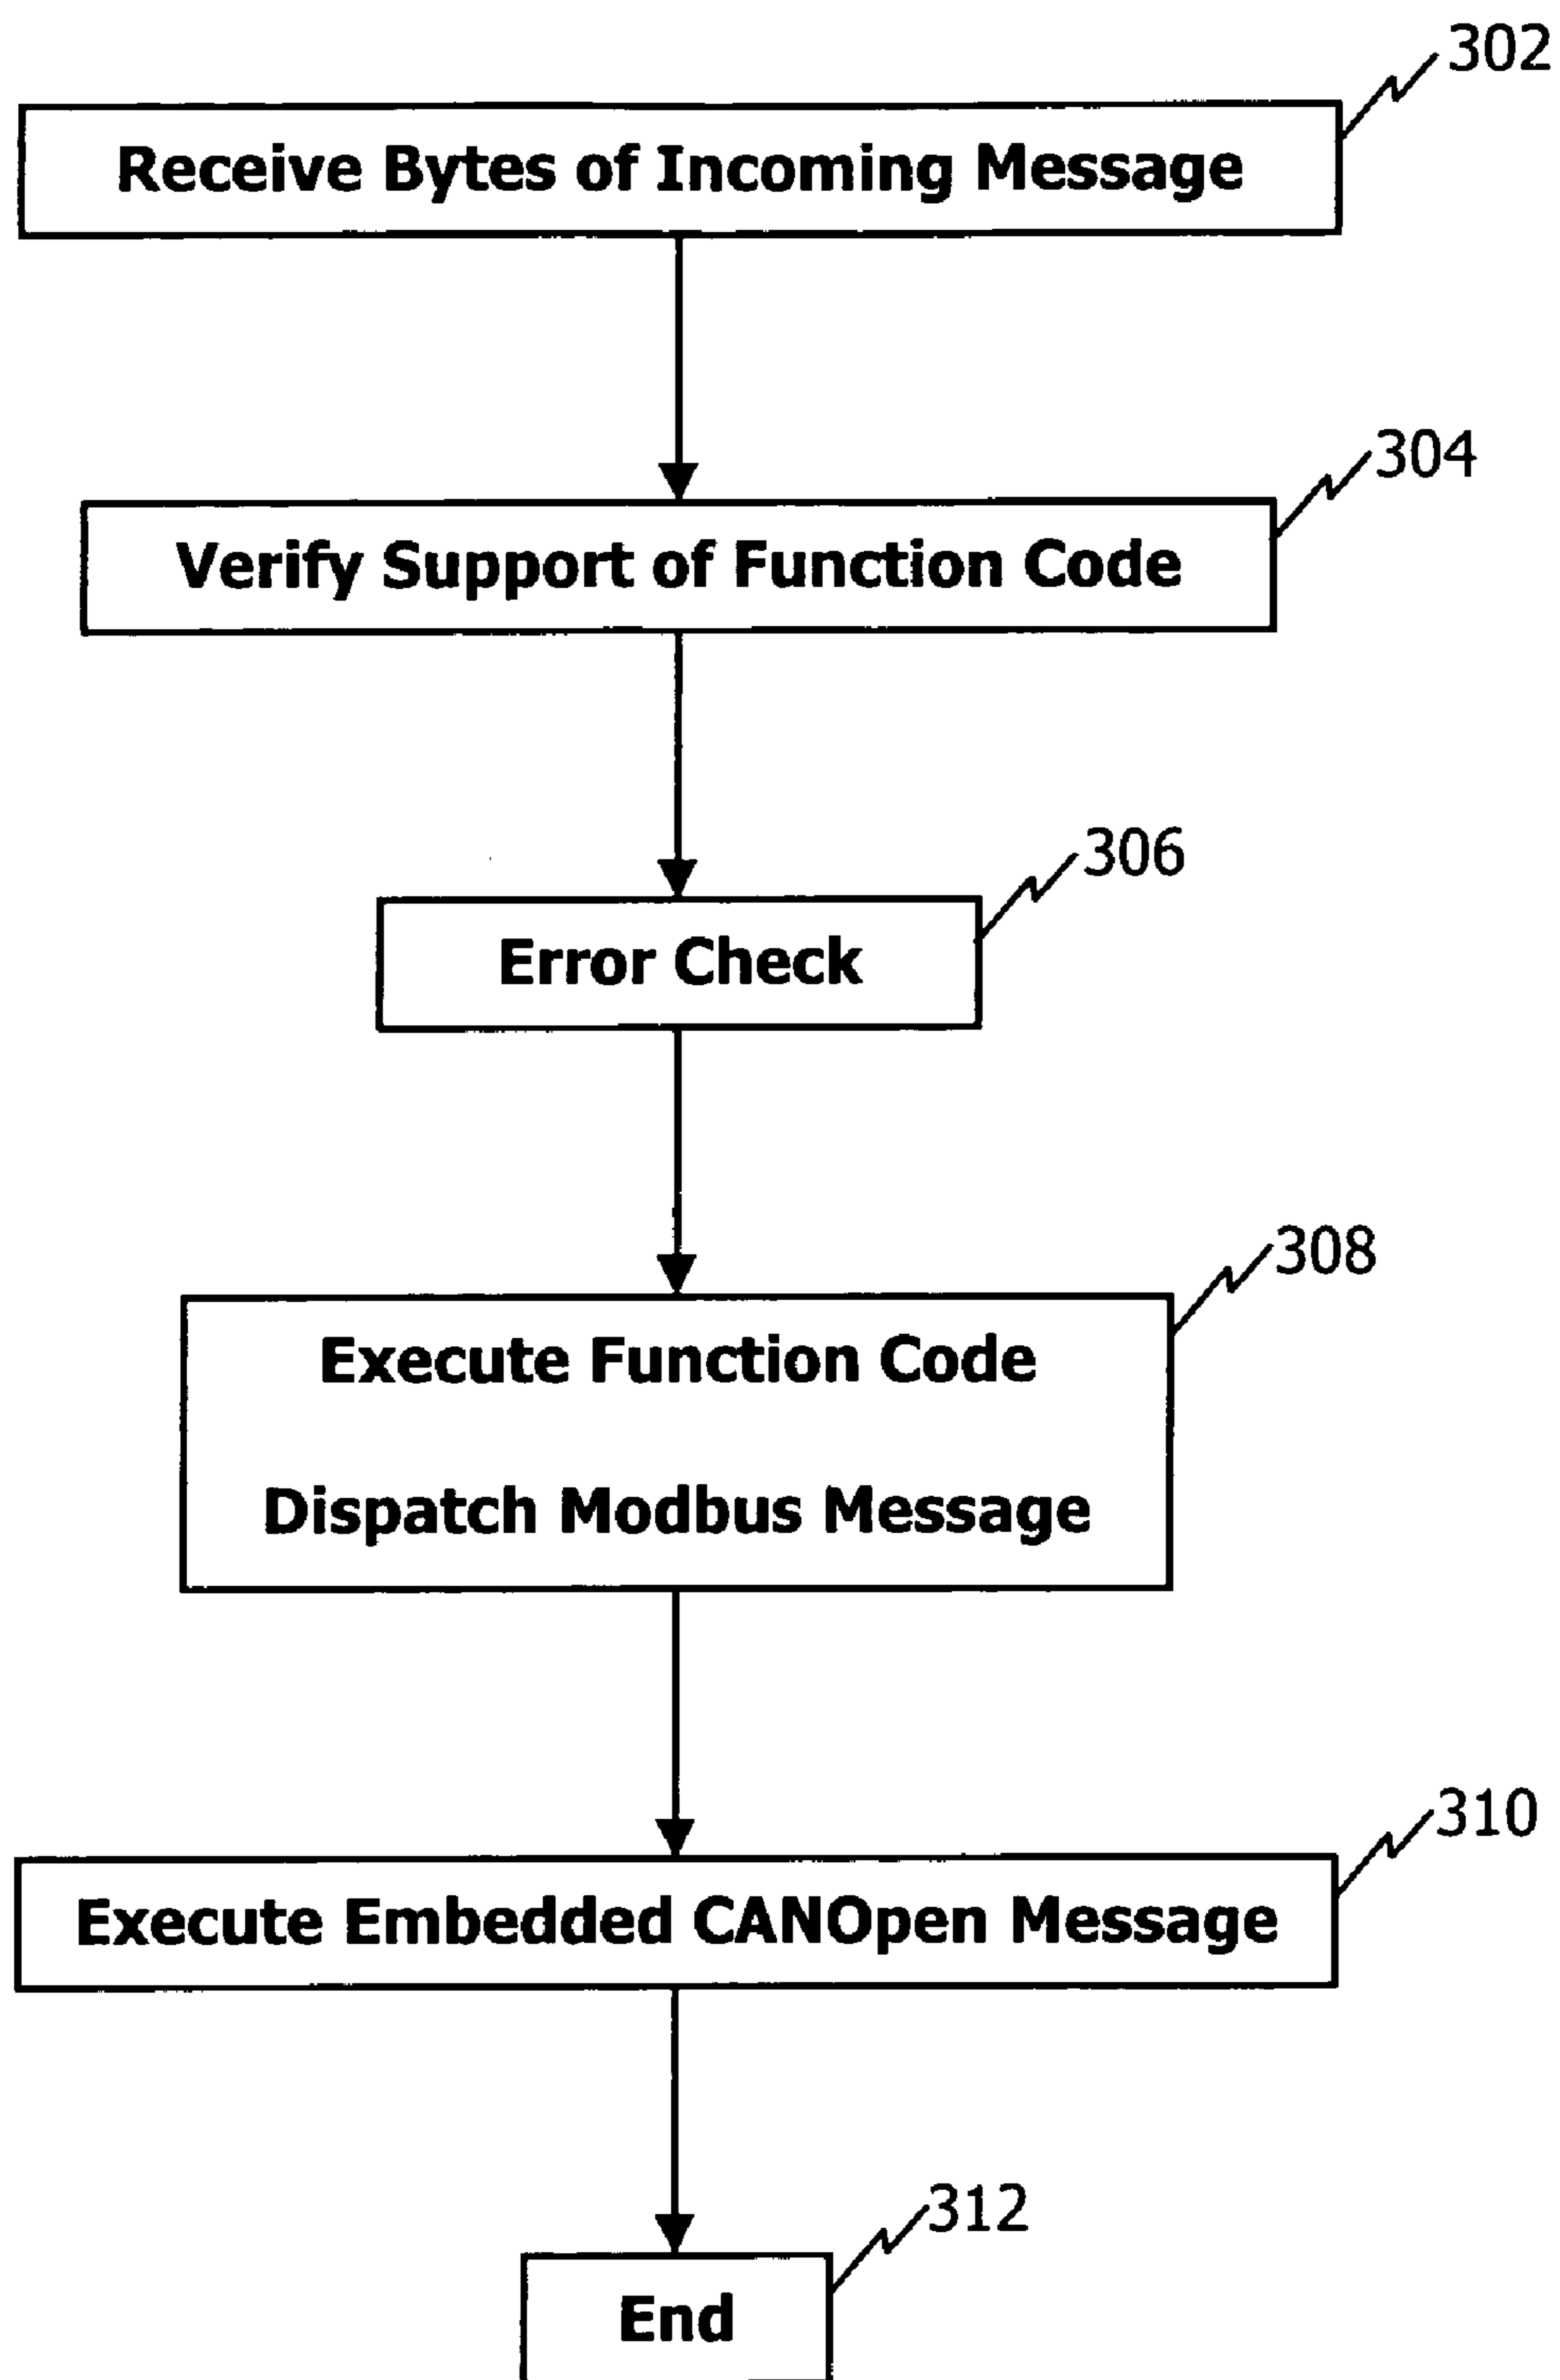 302
Receive Bytes of Incoming Message
304
Verify Support of Function Code
306
Error Check
308
Execute Function Code
Dispatch Modbus Message
310
Execute Embedded CANOpen Message
312
End